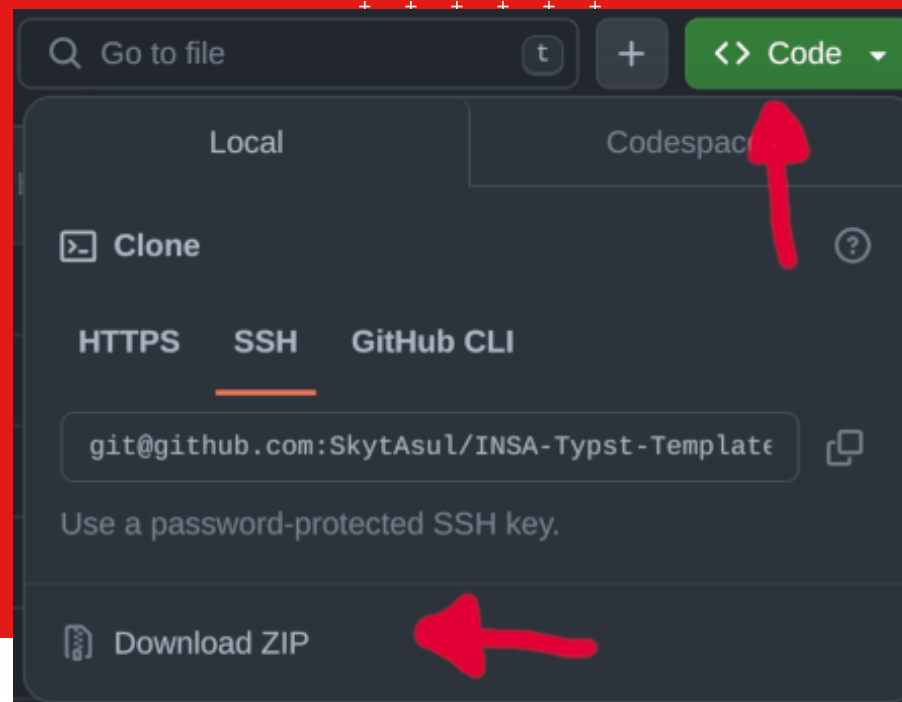 Go to file t + <> Code
Local Codespac
Clone
HTTPS SSH GitHub CLI
git@github.com:SkytAsul/INSA-Typst-Template
Use a password-protected SSH key.
Download ZIP